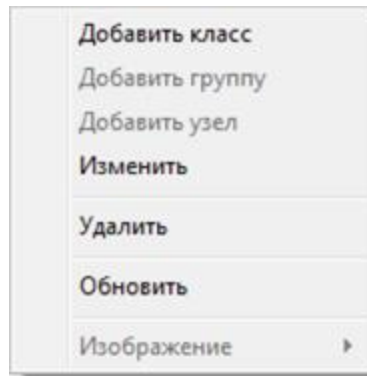 Добавить класс
Добавить группу
Добавить узел
Изменить
Удалить
Обновить
Изображение